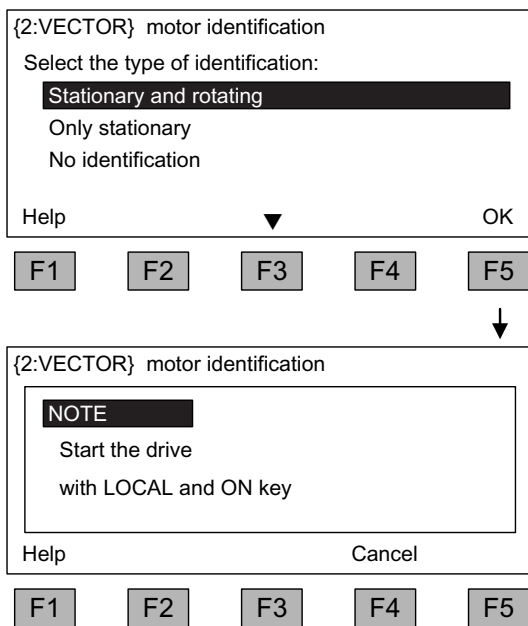 {2:VECTOR} motor identification
Select the type of identification:
Stationary and rotating
Only stationary
No identification
Help ▼ OK
F1 F2 F3 F4 F5
{2:VECTOR} motor identification
NOTE
Start the drive
with LOCAL and ON key
Help Cancel
F1 F2 F3 F4 F5